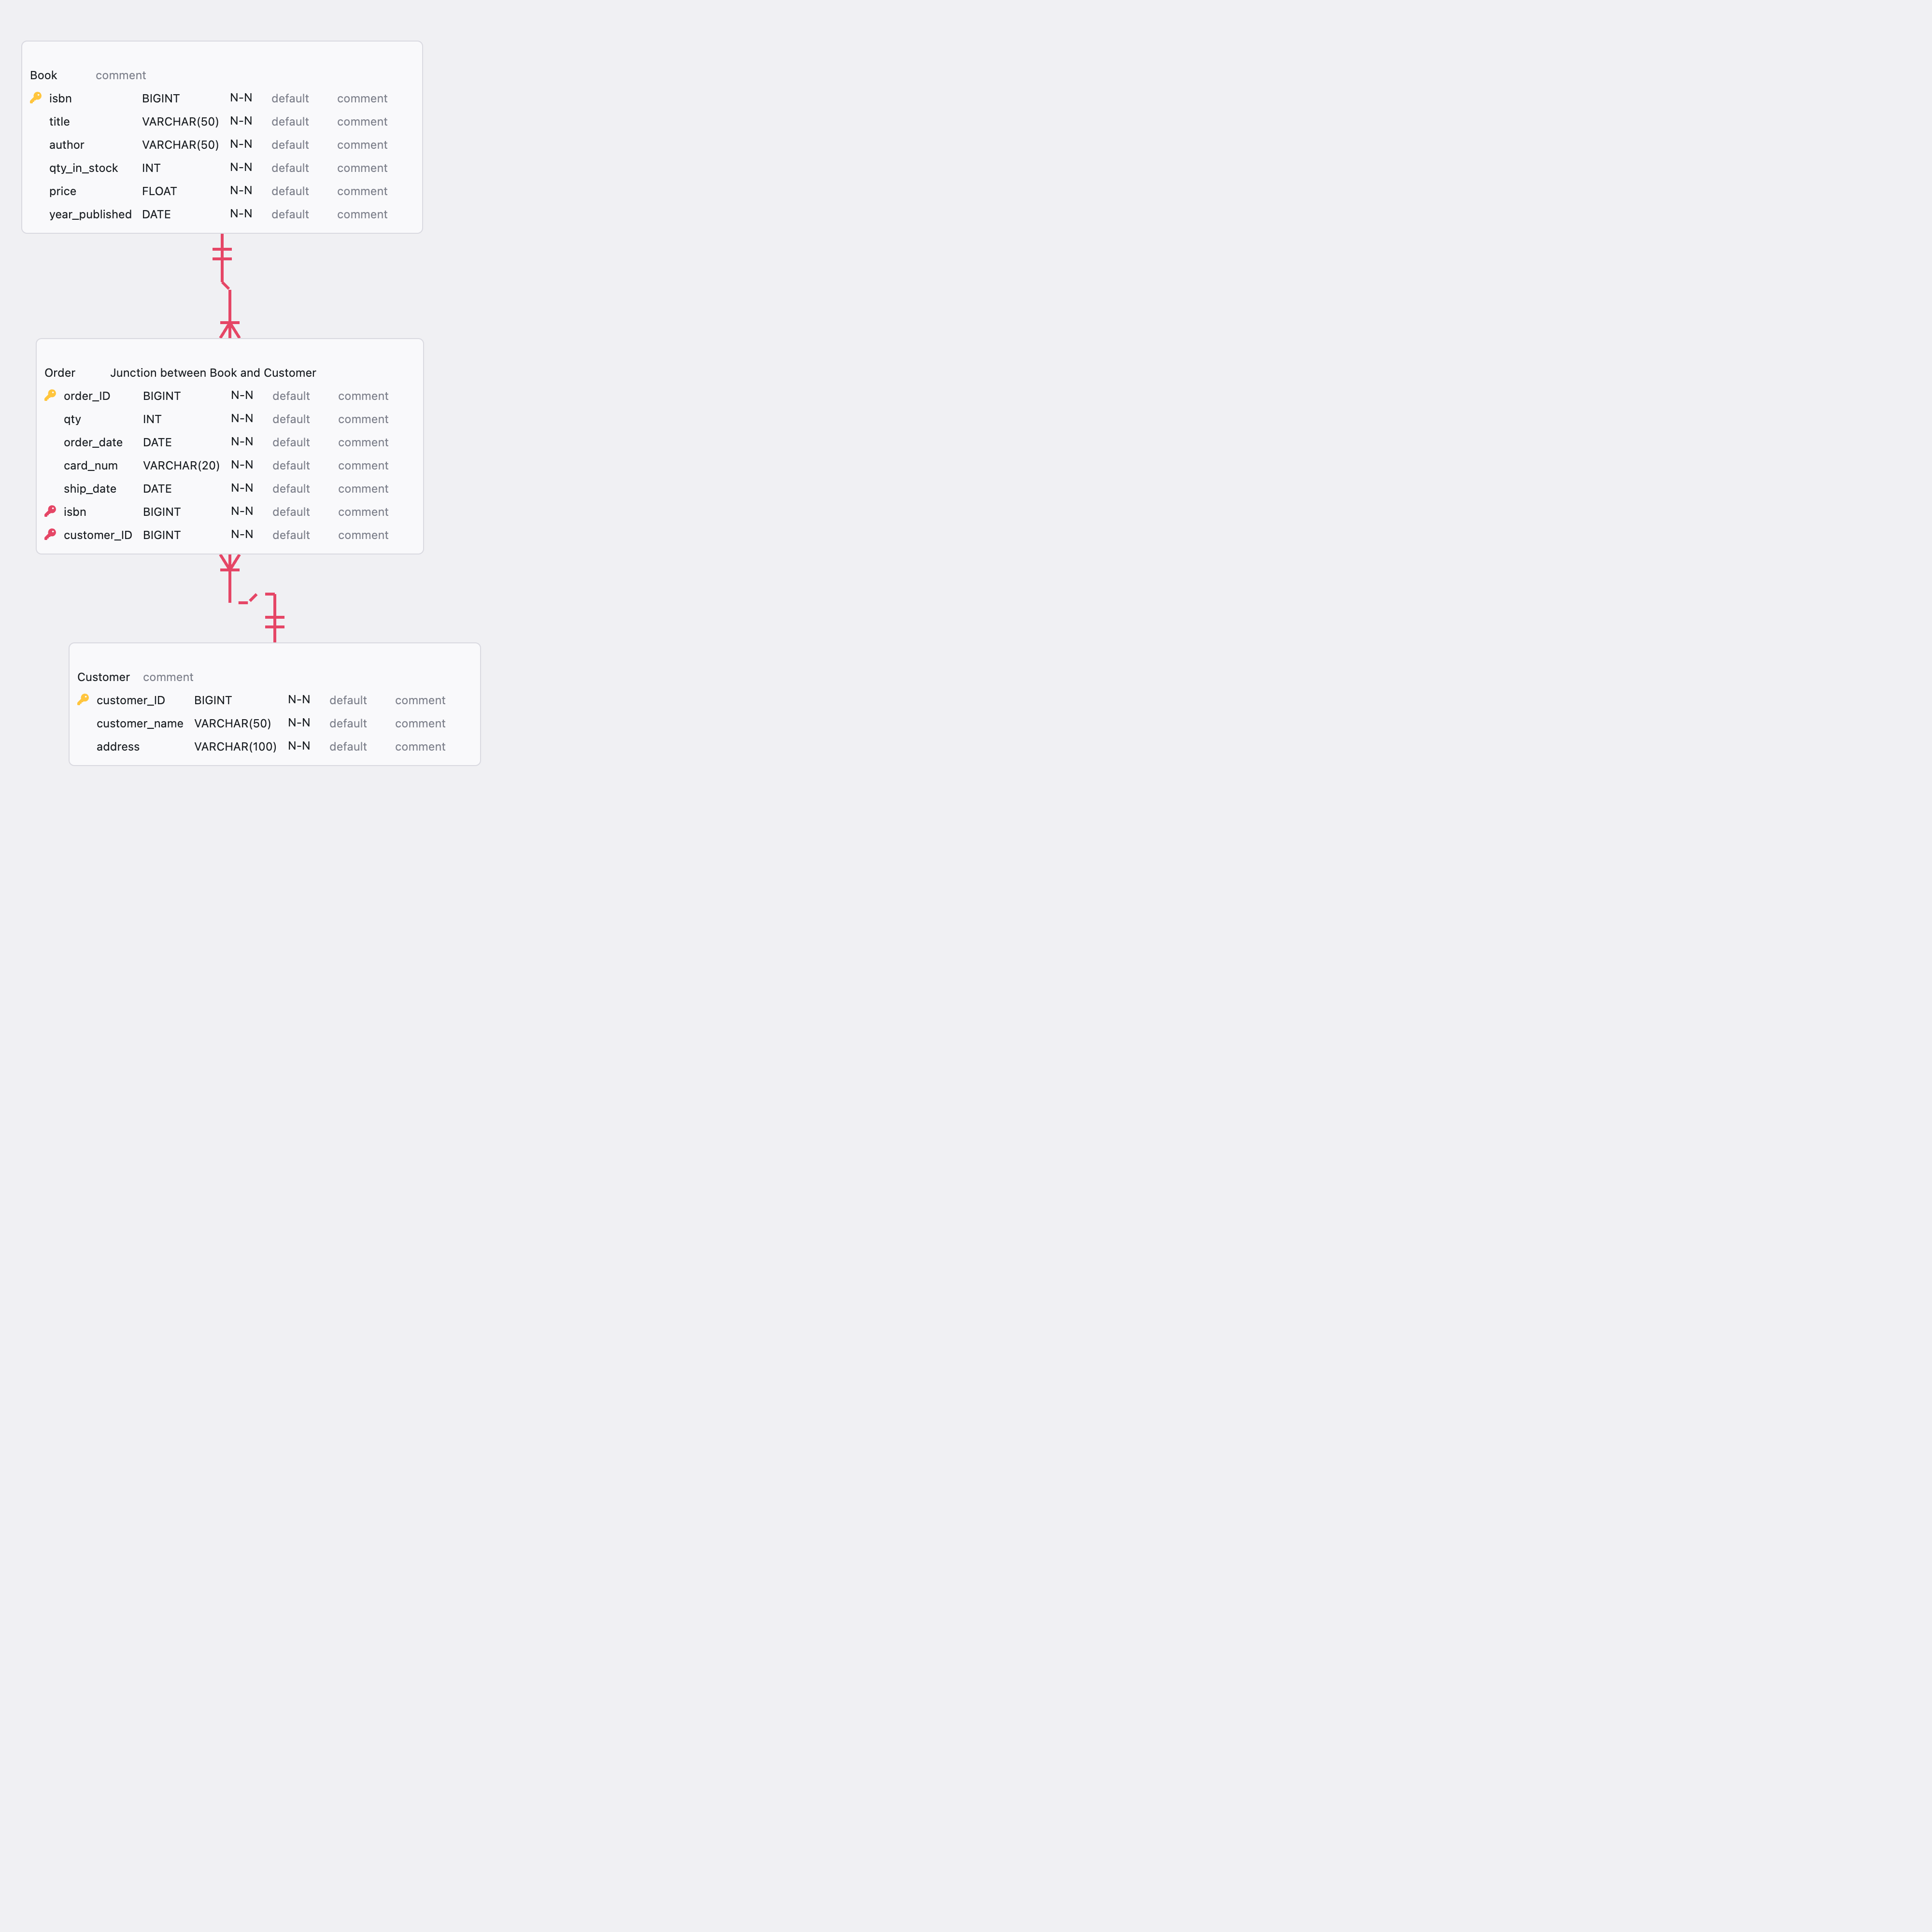 Book comment
isbn BIGINT N-N default comment
title VARCHAR(50) N-N default comment
author VARCHAR(50) N-N default comment
qty_in_stock INT N-N default comment
price FLOAT N-N default comment
year_published DATE N-N default comment
Order Junction between Book and Customer
order_ID BIGINT N-N default comment
qty INT N-N default comment
order_date DATE N-N default comment
card_num VARCHAR(20) N-N default comment
ship_date DATE N-N default comment
isbn BIGINT N-N default comment
customer_ID BIGINT N-N default comment
Customer comment
customer_ID BIGINT N-N default comment
customer_name VARCHAR(50) N-N default comment
address VARCHAR(100) N-N default comment